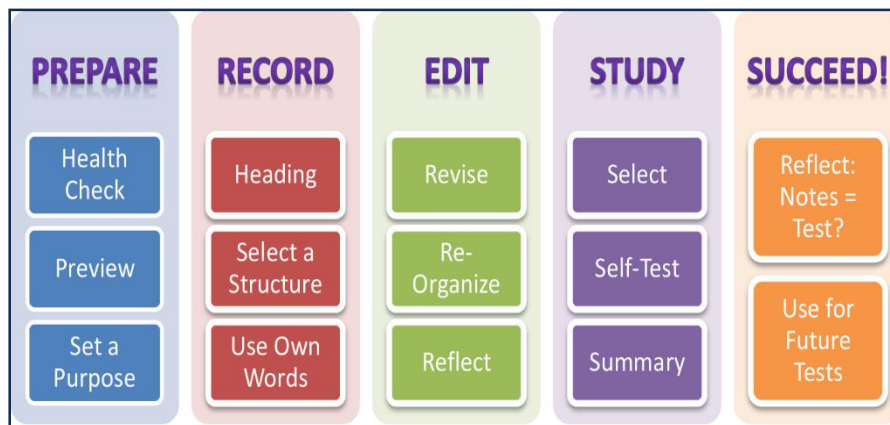 PREPARE
Health
Check
Preview
Set a
Purpose
RECORD
Heading
Select a
Structure
Use Own
Words
EDIT
Revise
Re-
Organize
Reflect
STUDY
Select
Self-Test
Summary
SUCCEED!
Reflect:
Notes =
Test?
Use for
Future
Tests